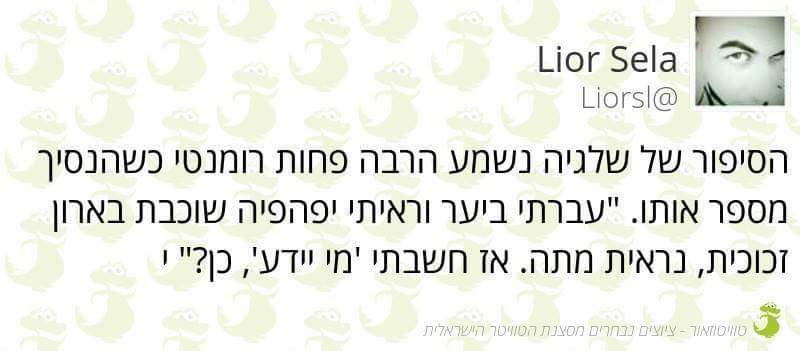 Lior Sela
Liorsl@
הסיפור של שלגיה נשמע הרבה פחות רומנטי כשהנסיך
מספר אותו. "עברתי ביער וראיתי יפהפיה שוכבת בארון
זכוכית, נראית מתה. אז חשבתי 'מי יידע', כן?" י
טוויטוזאור - ציוצים נבחרים מסצנת הטוויטר הישראלית